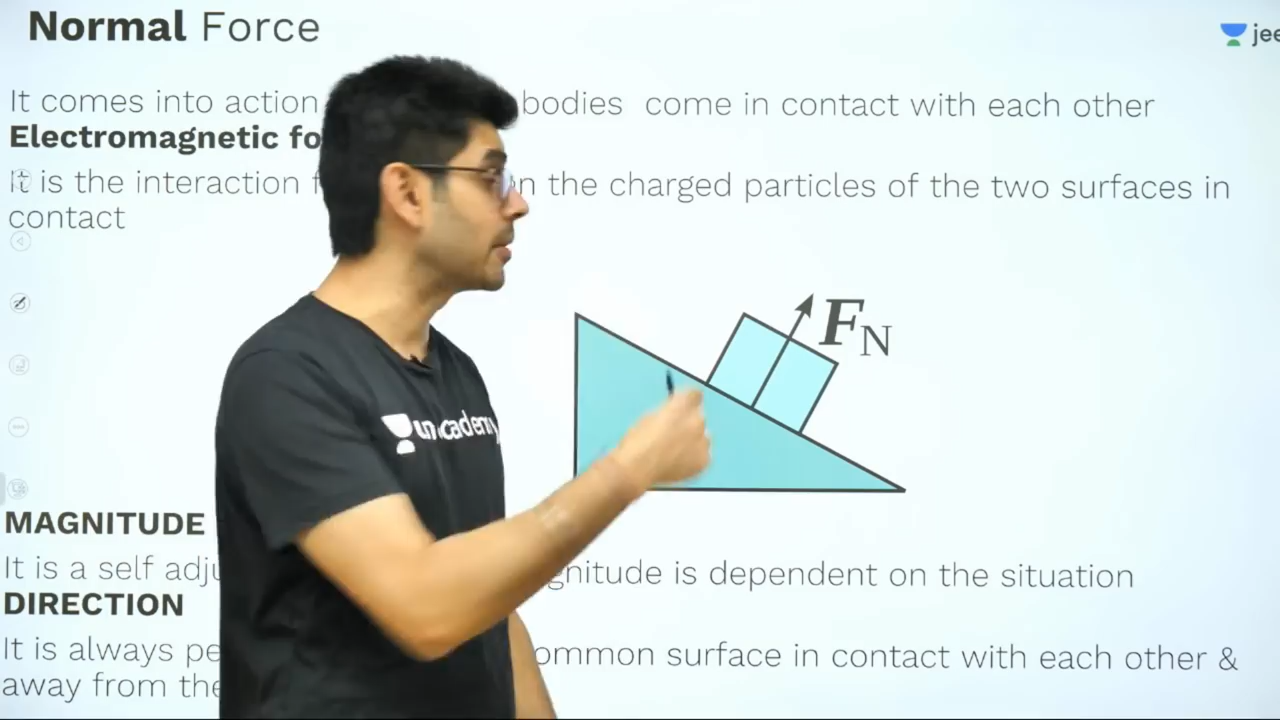 Normal Force
jee
It comes into action bodies come in contact with each other
Electromagnetic fo
It is the interaction n the charged particles of the two surfaces in
contact
F N
unacademy
MAGNITUDE
It is a self adju gnitude is dependent on the situation
DIRECTION
It is always pe ommon surface in contact with each other &
away from the